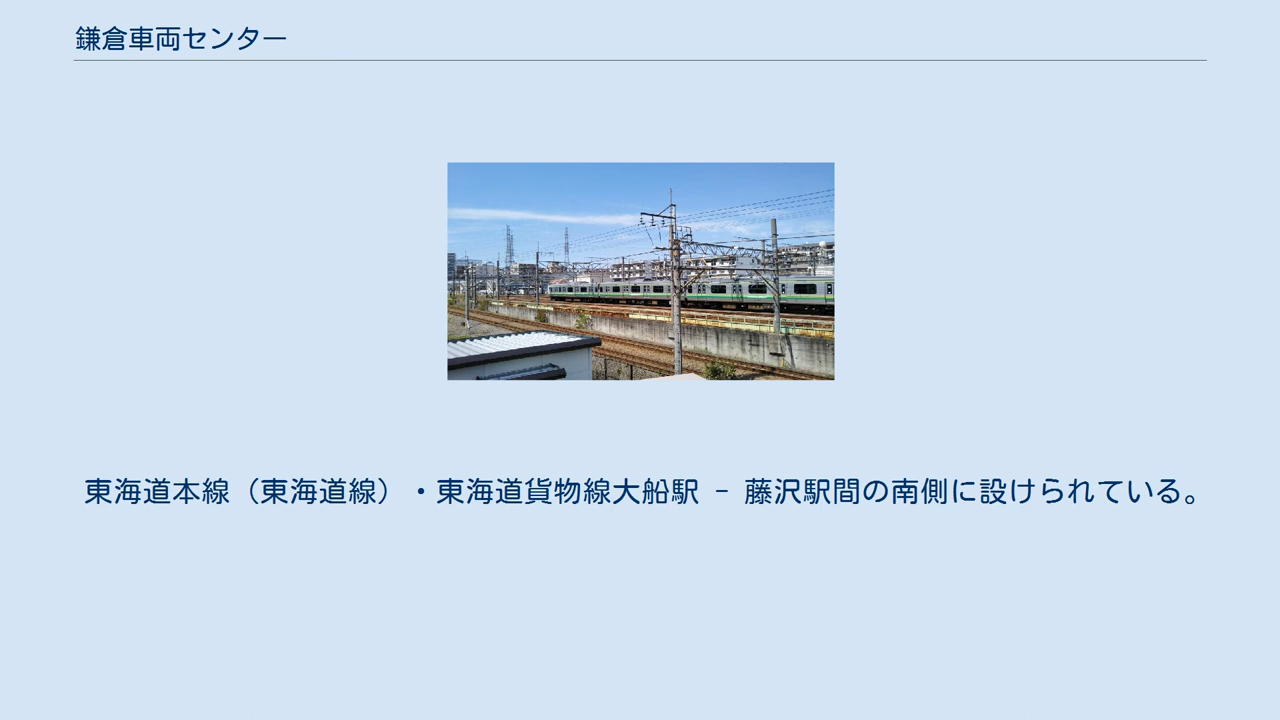 鎌倉車両センター
東海道本線（東海道線）・東海道貨物線大船駅 － 藤沢駅間の南側に設けられている。